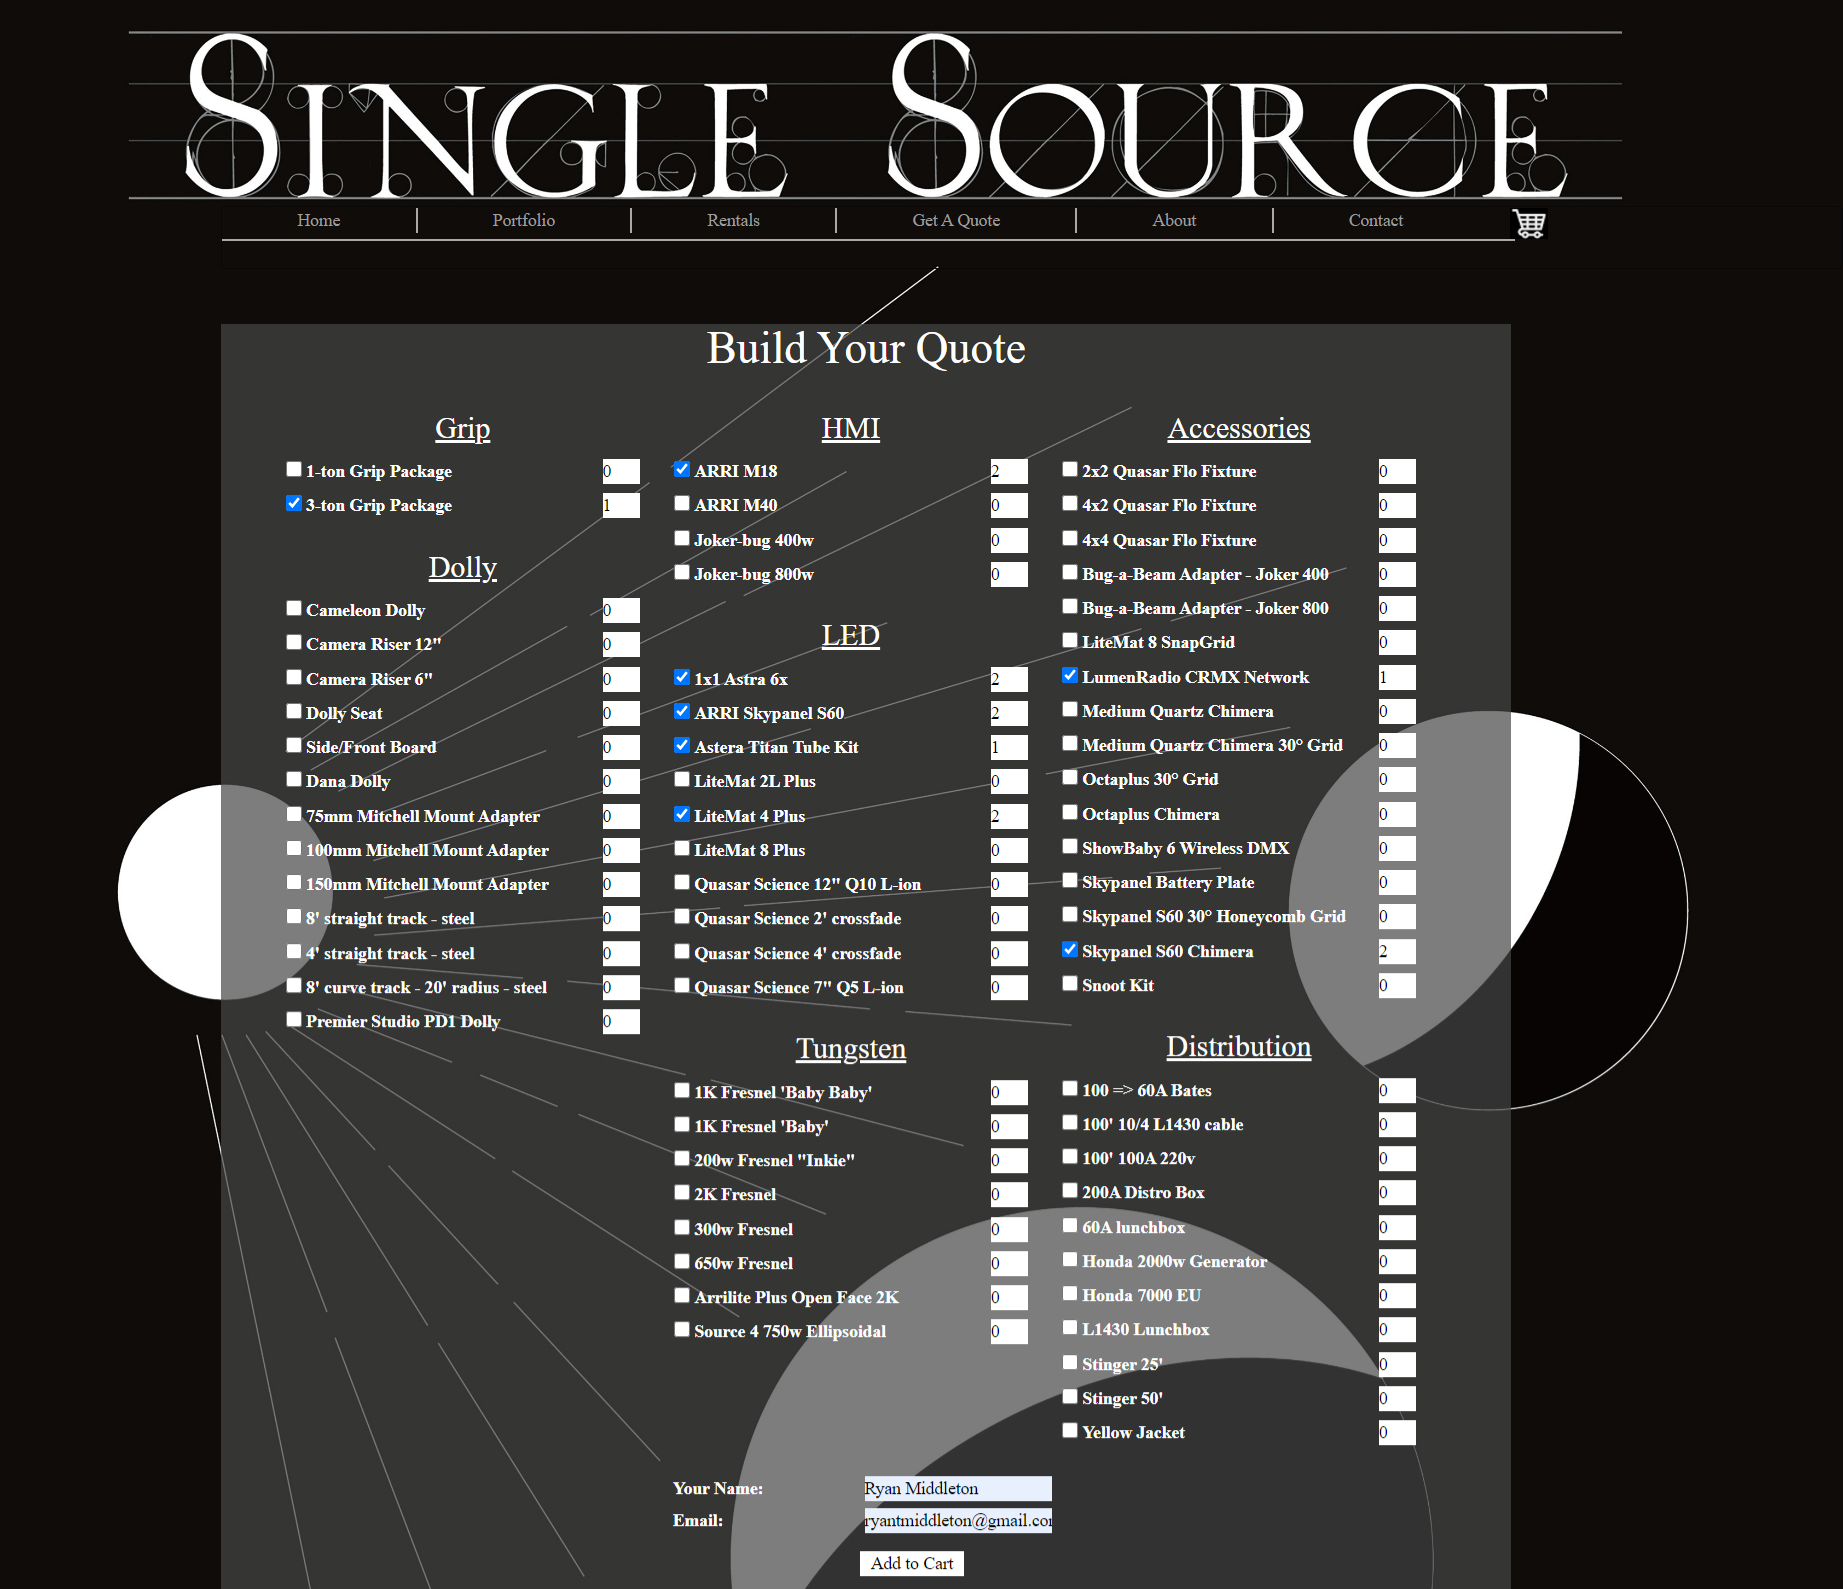 SINGLE SOURCE
Home
Portfolio
Rentals
Get A Quote
About
Contact
Build Your Quote
Grip
1-ton Grip Package 0
3-ton Grip Package 1
Dolly
Cameleon Dolly 0
Camera Riser 12" 0
Camera Riser 6" 0
Dolly Seat 0
Side/Front Board 0
Dana Dolly 0
75mm Mitchell Mount Adapter 0
100mm Mitchell Mount Adapter 0
150mm Mitchell Mount Adapter 0
8' straight track - steel 0
4' straight track - steel 0
8' curve track - 20' radius - steel 0
Premier Studio PD1 Dolly 0
HMI
ARRI M18 2
ARRI M40 0
Joker-bug 400w 0
Joker-bug 800w 0
LED
1x1 Astra 6x 2
ARRI Skypanel S60 2
Astera Titan Tube Kit 1
LiteMat 2L Plus 0
LiteMat 4 Plus 2
LiteMat 8 Plus 0
Quasar Science 12" Q10 L-ion 0
Quasar Science 2' crossfade 0
Quasar Science 4' crossfade 0
Quasar Science 7" Q5 L-ion 0
Tungsten
1K Fresnel 'Baby Baby' 0
1K Fresnel 'Baby' 0
200w Fresnel "Inkie" 0
2K Fresnel 0
300w Fresnel 0
650w Fresnel 0
Arrilite Plus Open Face 2K 0
Source 4 750w Ellipsoidal 0
Accessories
2x2 Quasar Flo Fixture 0
4x2 Quasar Flo Fixture 0
4x4 Quasar Flo Fixture 0
Bug-a-Beam Adapter - Joker 400 0
Bug-a-Beam Adapter - Joker 800 0
LiteMat 8 SnapGrid 0
LumenRadio CRMX Network 1
Medium Quartz Chimera 0
Medium Quartz Chimera 30° Grid 0
Octaplus 30° Grid 0
Octaplus Chimera 0
ShowBaby 6 Wireless DMX 0
Skypanel Battery Plate 0
Skypanel S60 30° Honeycomb Grid 0
Skypanel S60 Chimera 2
Snoot Kit 0
Distribution
100 => 60A Bates 0
100' 10/4 L1430 cable 0
100' 100A 220v 0
200A Distro Box 0
60A lunchbox 0
Honda 2000w Generator 0
Honda 7000 EU 0
L1430 Lunchbox 0
Stinger 25' 0
Stinger 50' 0
Yellow Jacket 0
Your Name: Ryan Middleton
Email: ryantmiddleton@gmail.co
Add to Cart